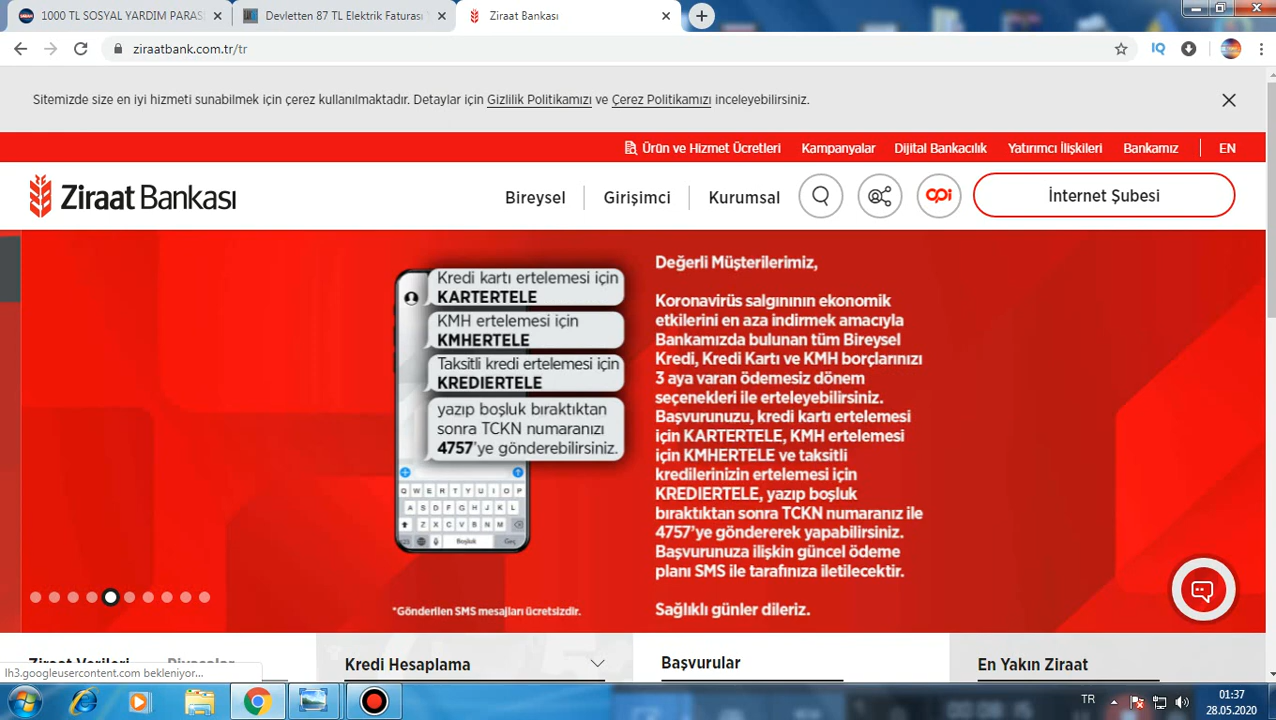 1000 TL SOSYAL YARDIM PARASI
Devletten 87 TL Elektrik Faturası
Ziraat Bankası
ziraatbank.com.tr/tr
IQ
Sitemizde size en iyi hizmeti sunabilmek için çerez kullanılmaktadır. Detaylar için Gizlilik Politikamızı ve Çerez Politikamızı inceleyebilirsiniz.
Ürün ve Hizmet Ücretleri Kampanyalar Dijital Bankacılık Yatırımcı İlişkileri Bankamız EN
Ziraat Bankası
Bireysel Girişimci Kurumsal
İnternet Şubesi
Kredi kartı ertelemesi için
KARTERTELE
KMH ertelemesi için
KMHERTELE
Taksitli kredi ertelemesi için
KREDIERTELE
yazıp boşluk bıraktıktan
sonra TCKN numaranızı
4757'ye gönderebilirsiniz.
Q W E R T Y U I O P
A S D F G H J K L
Z X C V B N M
123 Boşluk Geç
*Gönderilen SMS mesajları ücretsizdir.
Değerli Müşterilerimiz,
Koronavirüs salgınının ekonomik
etkilerini en aza indirmek amacıyla
Bankamızda bulunan tüm Bireysel
Kredi, Kredi Kartı ve KMH borçlarınızı
3 aya varan ödemesiz dönem
seçenekleri ile erteleyebilirsiniz.
Başvurunuzu, kredi kartı ertelemesi
için KARTERTELE, KMH ertelemesi
için KMHERTELE ve taksitli
kredilerinizin ertelemesi için
KREDIERTELE, yazıp boşluk
bıraktıktan sonra TCKN numaranız ile
4757'ye göndererek yapabilirsiniz.
Başvurunuza ilişkin güncel ödeme
planı SMS ile tarafınıza iletilecektir.
Sağlıklı günler dileriz.
Ziraat Verileri Piyasalar
Kredi Hesaplama
Başvurular
En Yakın Ziraat
lh3.googleusercontent.com bekleniyor...
TR
01:37
28.05.2020